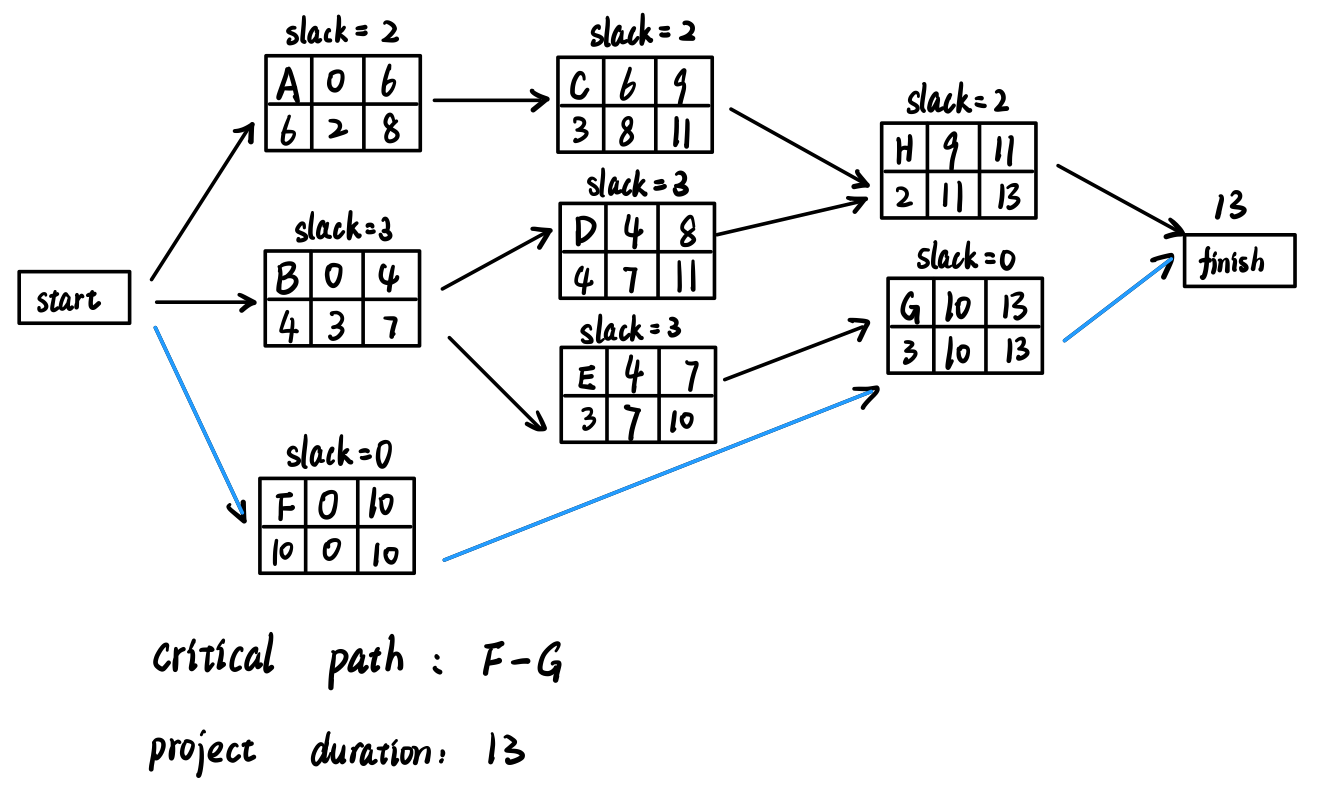 slack = 2
A 0 6
6 2 8
slack = 2
C 6 9
3 8 11
slack = 2
H 9 11
2 11 13
slack = 3
D 4 8
4 7 11
slack = 3
B 0 4
4 3 7
start
13
finish
slack = 0
G 10 13
3 10 13
slack = 3
E 4 7
3 7 10
slack = 0
F 0 10
10 0 10
critical path : F - G
project duration: 13